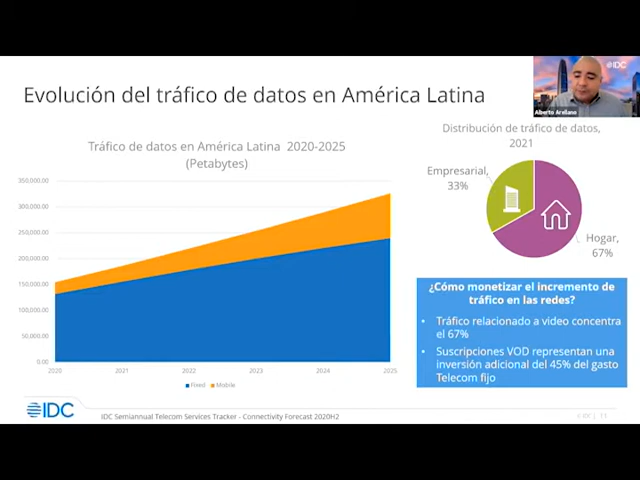 IDC
Alberto Arellano
Evolución del tráfico de datos en América Latina
Tráfico de datos en América Latina 2020-2025
(Petabytes)
350,000.00
300,000.00
250,000.00
200,000.00
150,000.00
100,000.00
50,000.00
0.00
2020
2021
2022
2023
2024
2025
Fixed
Mobile
Distribución de tráfico de datos,
2021
Empresarial,
33%
Hogar,
67%
¿Cómo monetizar el incremento de
tráfico en las redes?
• Tráfico relacionado a video concentra
el 67%
• Suscripciones VOD representan una
inversión adicional del 45% del gasto
Telecom fijo
IDC
IDC Semiannual Telecom Services Tracker - Connectivity Forecast 2020H2
© IDC |